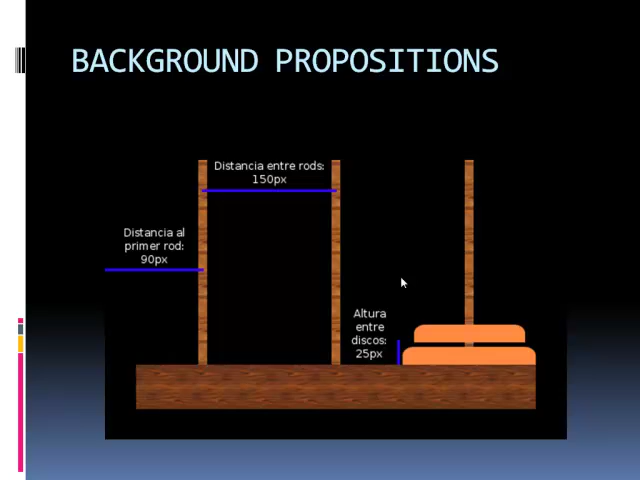 BACKGROUND PROPOSITIONS
Distancia entre rods:
150px
Distancia al
primer rod:
90px
Altura
entre
discos:
25px